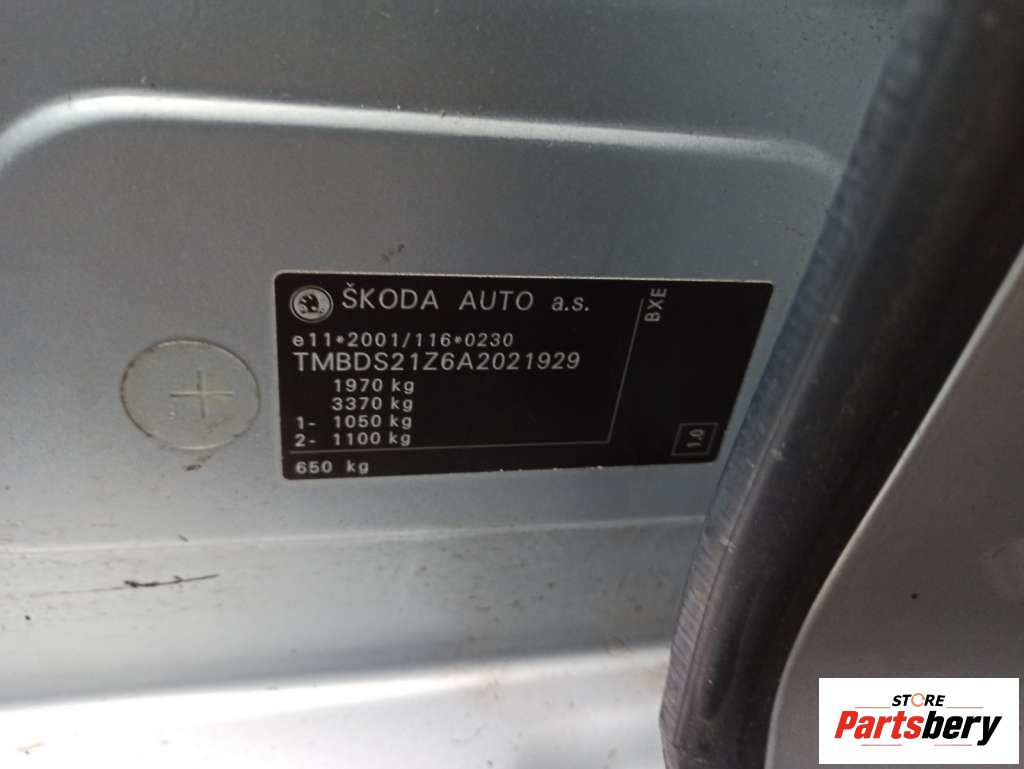 ŠKODA AUTO a.s.
BXE
e11*2001/116*0230
TMBDS21Z6A2021929
1970 kg
3370 kg
1- 1050 kg
2- 1100 kg
1.0
650 kg
STORE
Partsbery